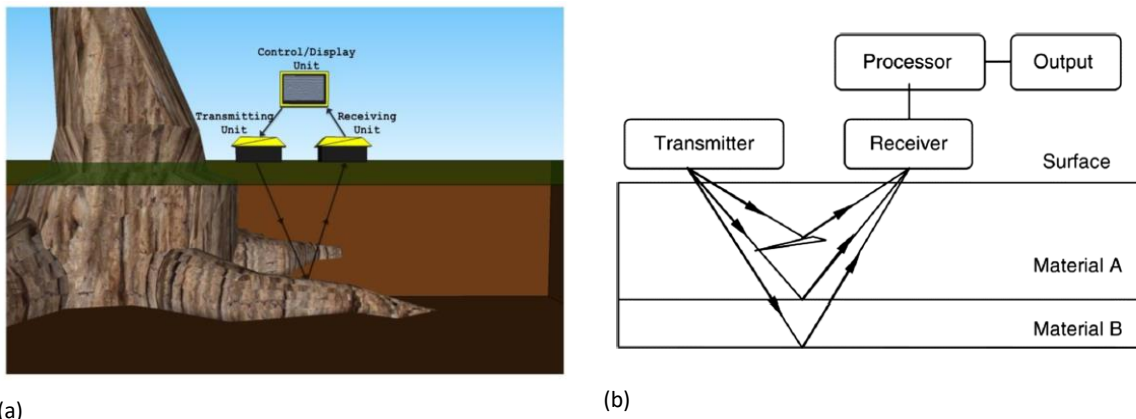 Control/Display
Unit
Transmitting
Unit
Receiving
Unit
(a)
Processor
Output
Transmitter
Receiver
Surface
Material A
Material B
(b)